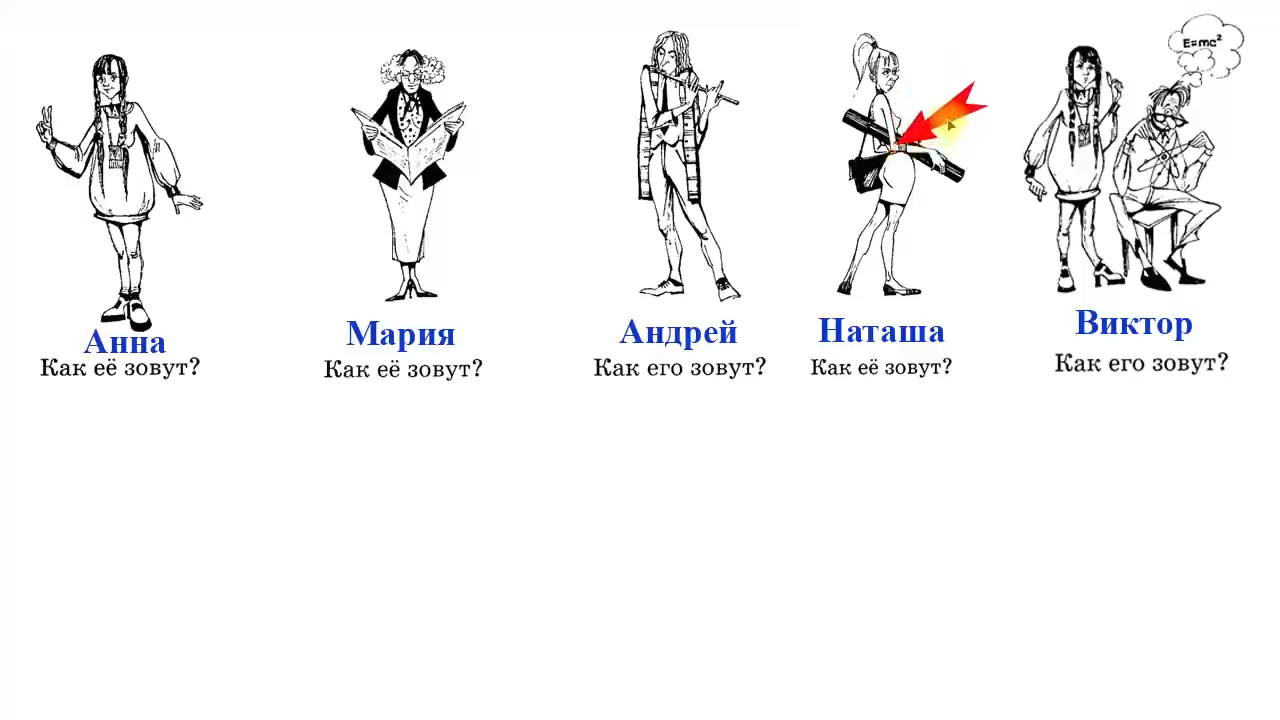 E=mc²
Анна
Как её зовут?
Мария
Как её зовут?
Андрей
Как его зовут?
Наташа
Как её зовут?
Виктор
Как его зовут?